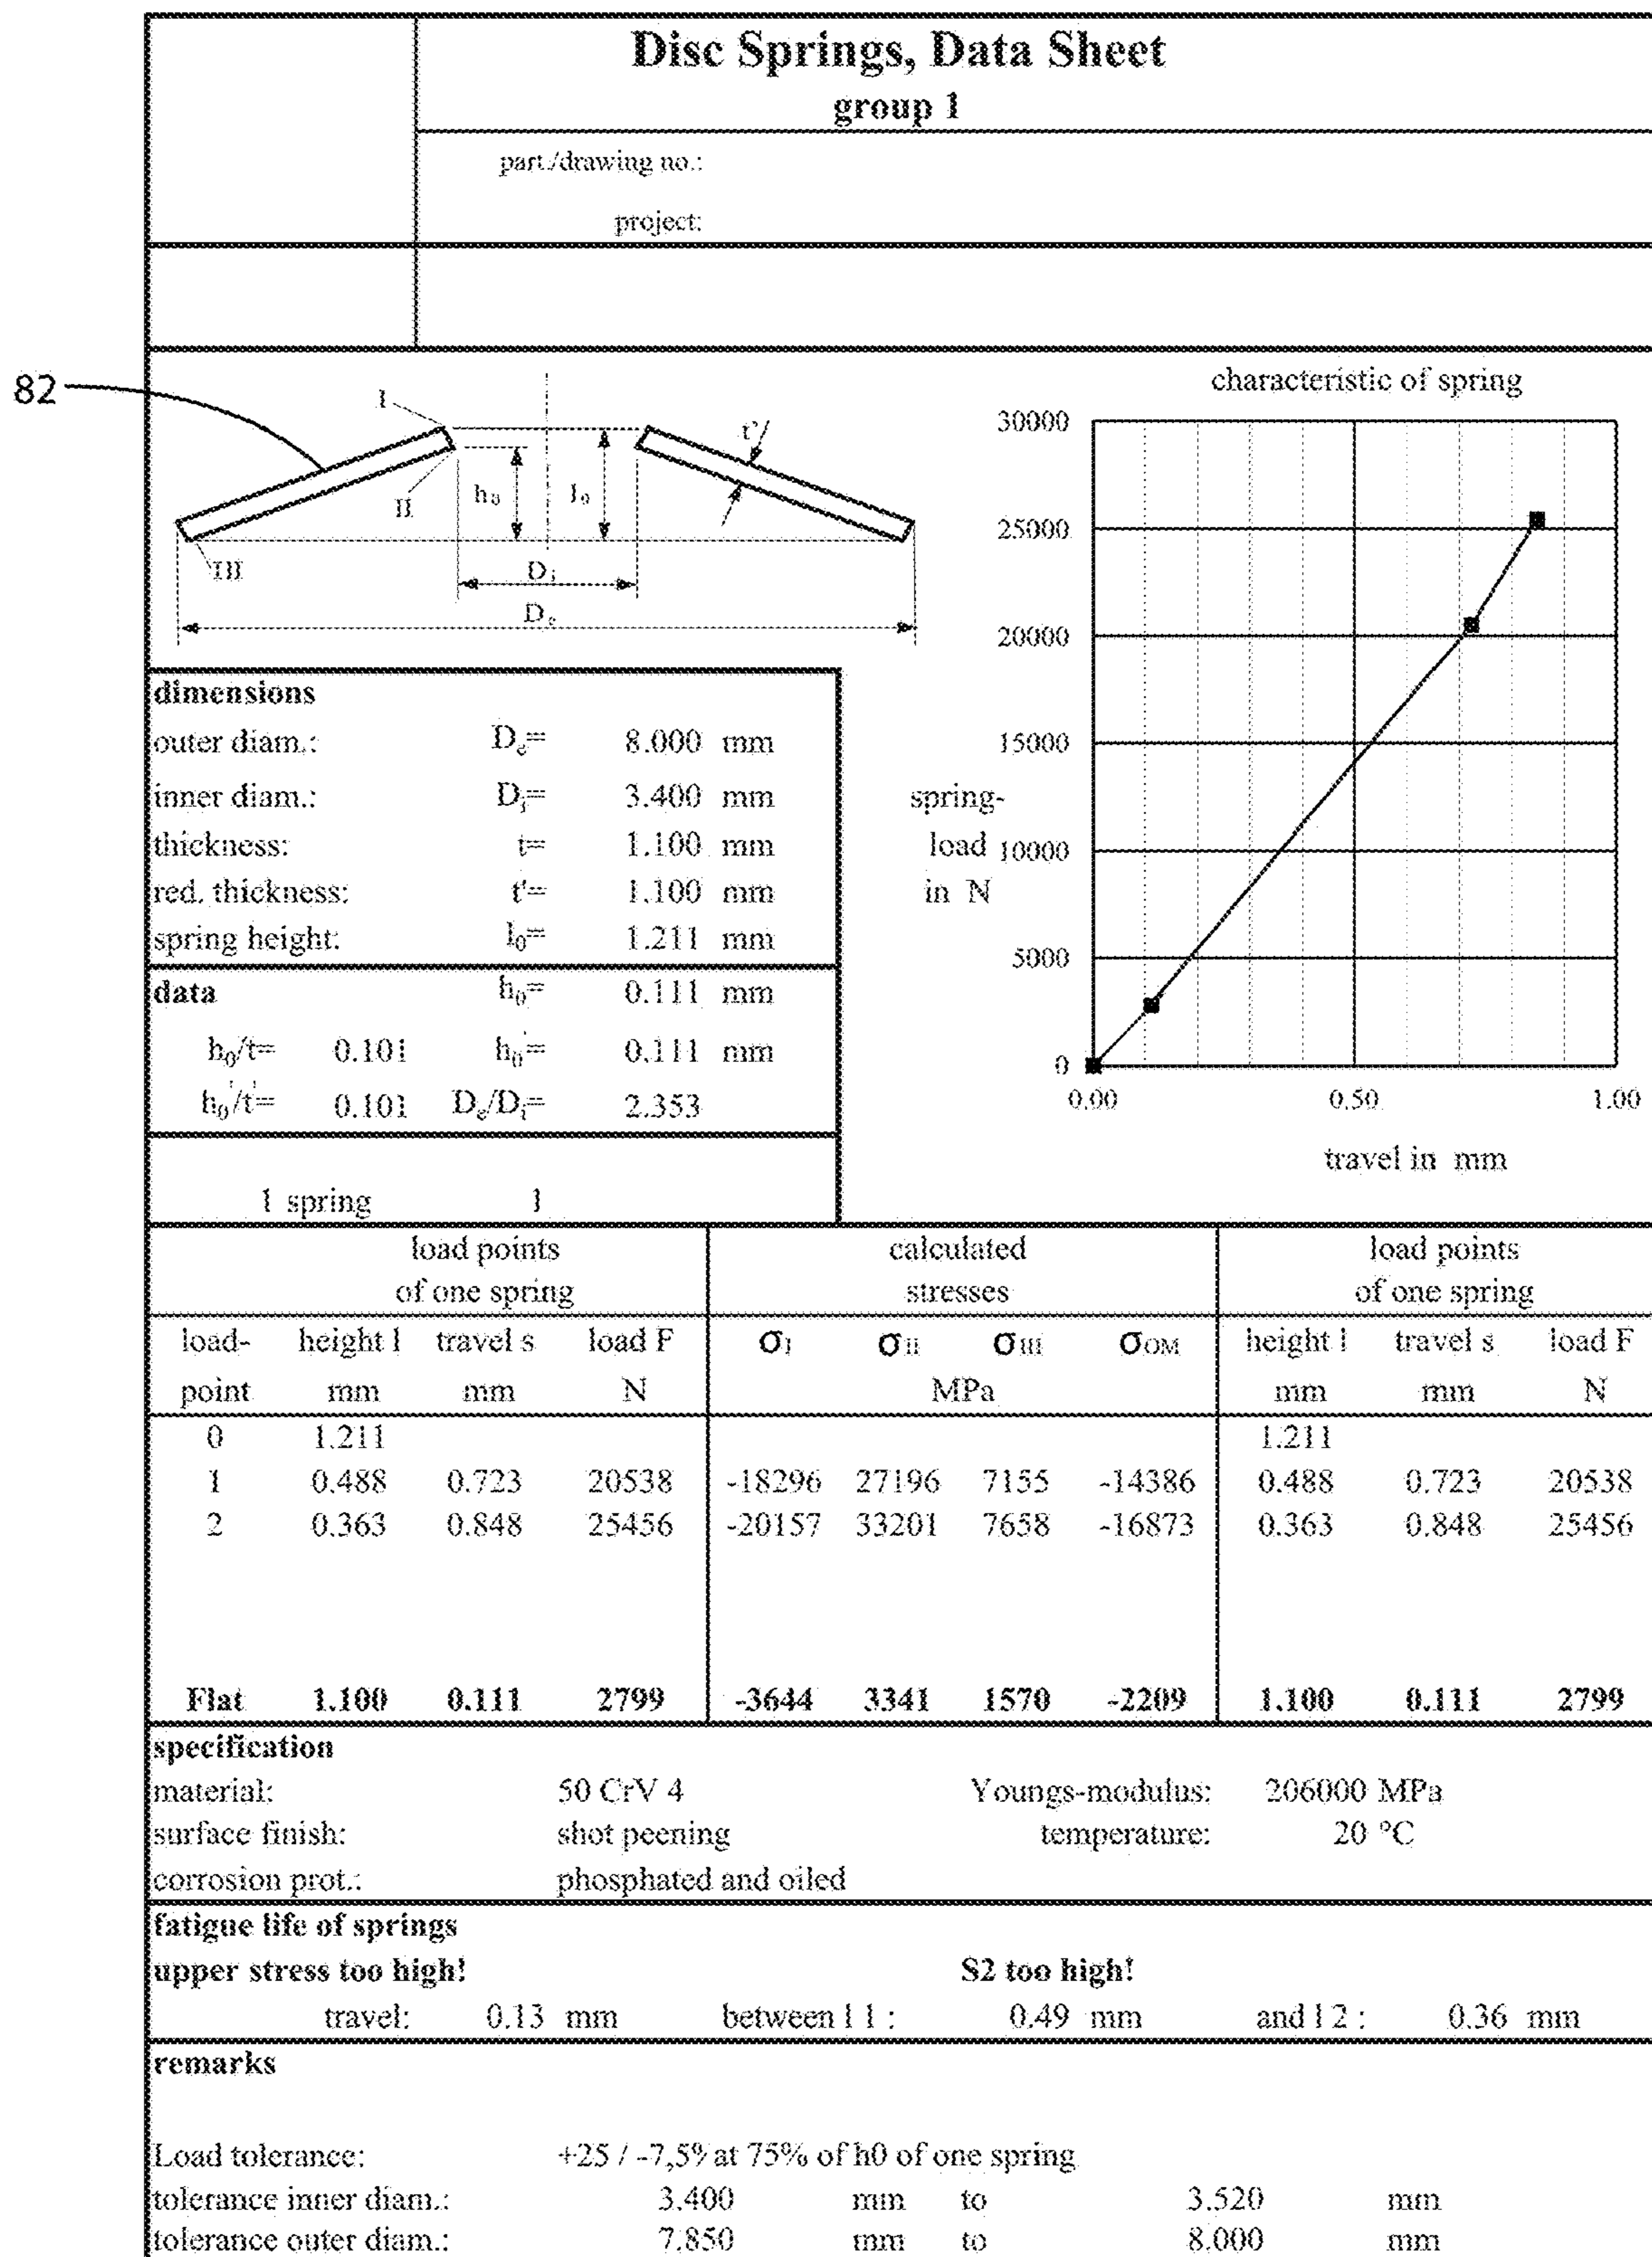 Disc Springs, Data Sheet
group 1
part./drawing no.:
project:
82
I
II
III
h₀
l₀
t'
Dᵢ
Dₑ
characteristic of spring
30000
25000
20000
15000
10000
5000
0
0.00 0.50 1.00
spring-
load
in N
travel in mm
dimensions
outer diam.: Dₑ= 8.000 mm
inner diam.: Dᵢ= 3.400 mm
thickness: t= 1.100 mm
red. thickness: t'= 1.100 mm
spring height: l₀= 1.211 mm
data h₀= 0.111 mm
h₀/t= 0.101 h₀'= 0.111 mm
h₀'/t'= 0.101 Dₑ/Dᵢ= 2.353
1 spring 1
load points calculated load points
of one spring stresses of one spring
load- height l travel s load F σI σII σIII σOM height l travel s load F
point mm mm N MPa mm mm N
0 1.211 1.211
1 0.488 0.723 20538 -18296 27196 7155 -14386 0.488 0.723 20538
2 0.363 0.848 25456 -20157 33201 7658 -16873 0.363 0.848 25456
Flat 1.100 0.111 2799 -3644 3341 1570 -2209 1.100 0.111 2799
specification
material: 50 CrV 4 Youngs-modulus: 206000 MPa
surface finish: shot peening temperature: 20 °C
corrosion prot.: phosphated and oiled
fatigue life of springs
upper stress too high! S2 too high!
travel: 0.13 mm between l 1 : 0.49 mm and l 2 : 0.36 mm
remarks
Load tolerance: +25 / -7,5% at 75% of h0 of one spring
tolerance inner diam.: 3.400 mm to 3.520 mm
tolerance outer diam.: 7.850 mm to 8.000 mm